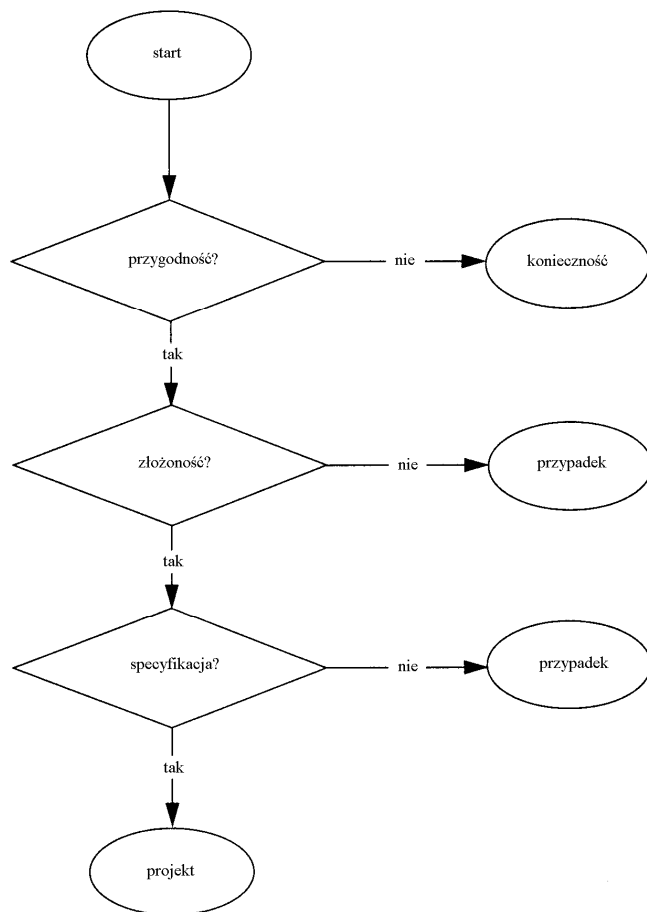 start
przygodność?
nie
konieczność
tak
złożoność?
nie
przypadek
tak
specyfikacja?
nie
przypadek
tak
projekt